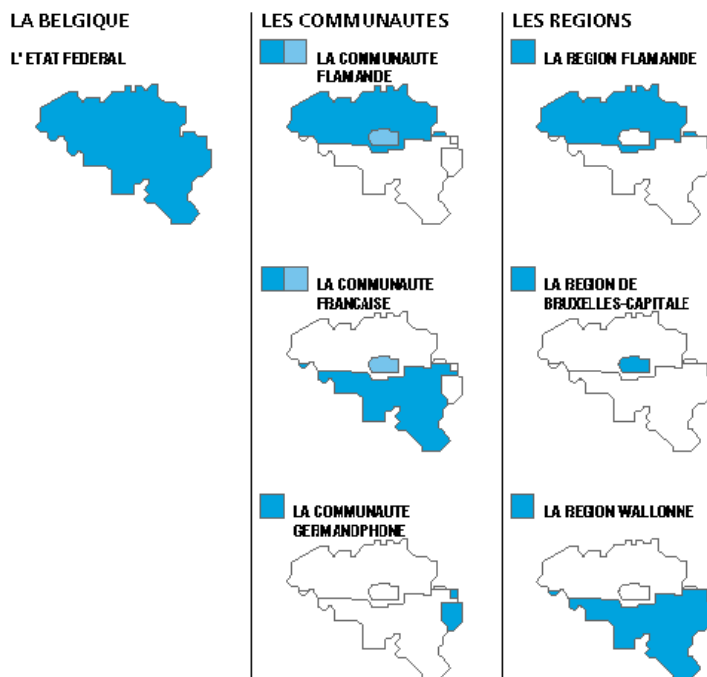 LA BELGIQUE
L' ETAT FEDERAL
LES COMMUNAUTES
LA COMMUNAUTE
FLAMANDE
LA COMMUNAUTE
FRANCAISE
LA COMMUNAUTE
GERMANOPHONE
LES REGIONS
LA REGION FLAMANDE
LA REGION DE
BRUXELLES-CAPITALE
LA REGION WALLONNE